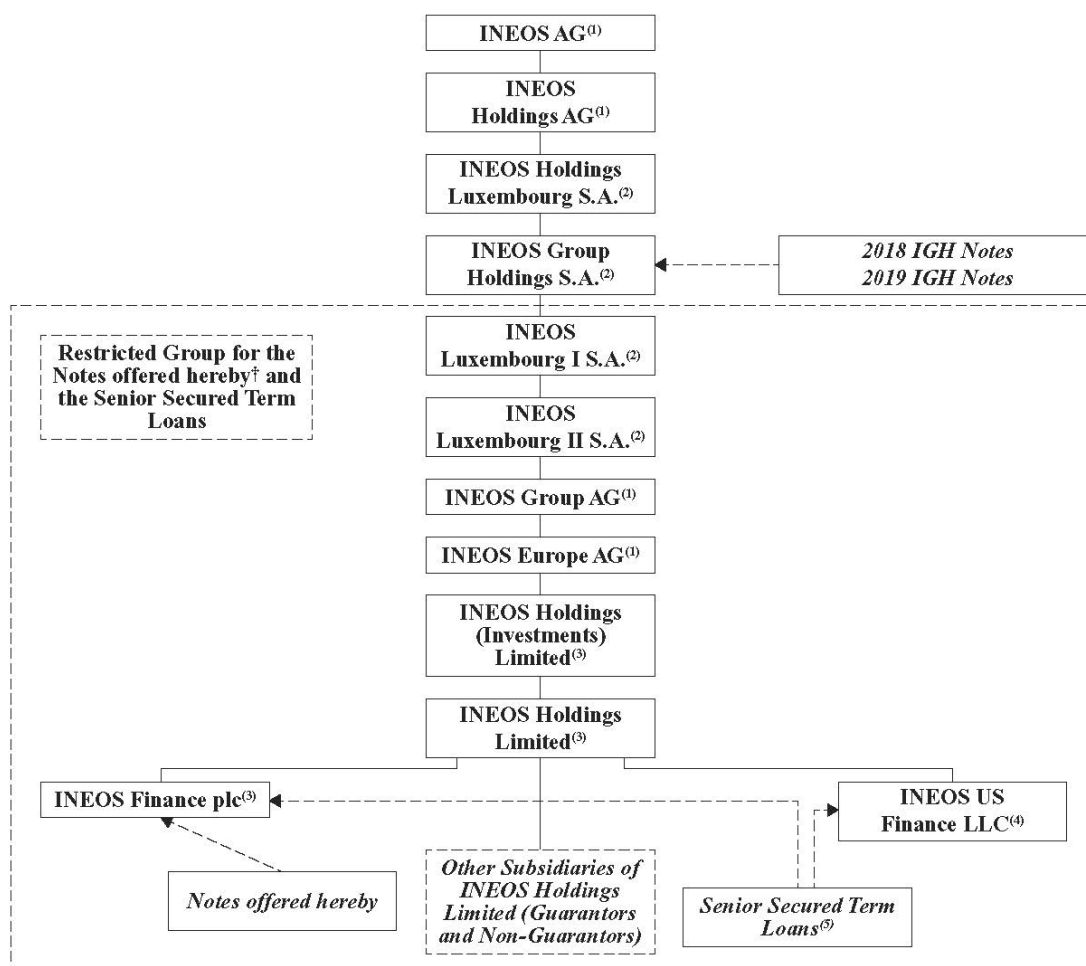 INEOS AG(1)
INEOS
Holdings AG(1)
INEOS Holdings
Luxembourg S.A.(2)
INEOS Group
Holdings S.A.(2)
2018 IGH Notes
2019 IGH Notes
Restricted Group for the
Notes offered hereby† and
the Senior Secured Term
Loans
INEOS
Luxembourg I S.A.(2)
INEOS
Luxembourg II S.A.(2)
INEOS Group AG(1)
INEOS Europe AG(1)
INEOS Holdings
(Investments)
Limited(3)
INEOS Holdings
Limited(3)
INEOS Finance plc(3)
INEOS US
Finance LLC(4)
Notes offered hereby
Other Subsidiaries of
INEOS Holdings
Limited (Guarantors
and Non-Guarantors)
Senior Secured Term
Loans(5)